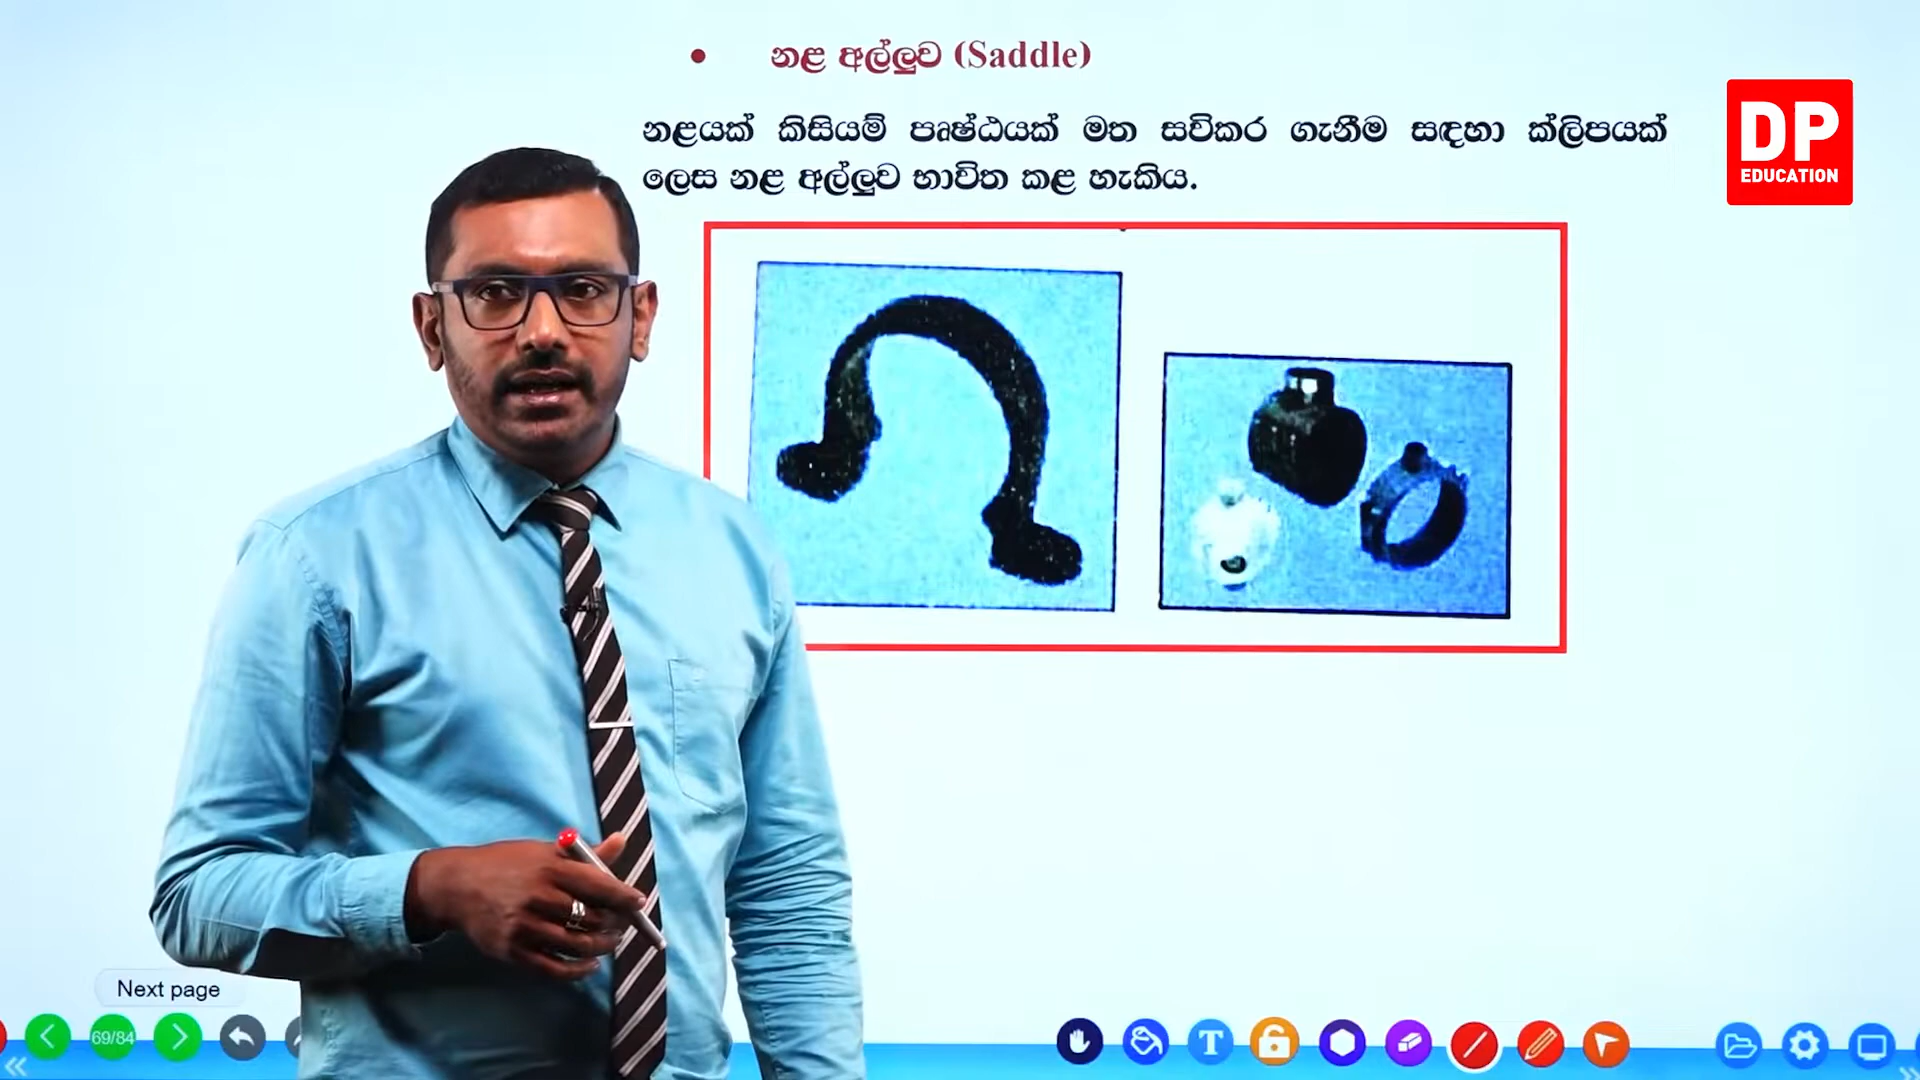 • නළ අල්ලුව (Saddle)
නළයක් කිසියම් පෘෂ්ඨයක් මත සවිකර ගැනීම සඳහා ක්ලිපයක්
ලෙස නළ අල්ලුව භාවිත කළ හැකිය.
DP
EDUCATION
Next page
69/84
T